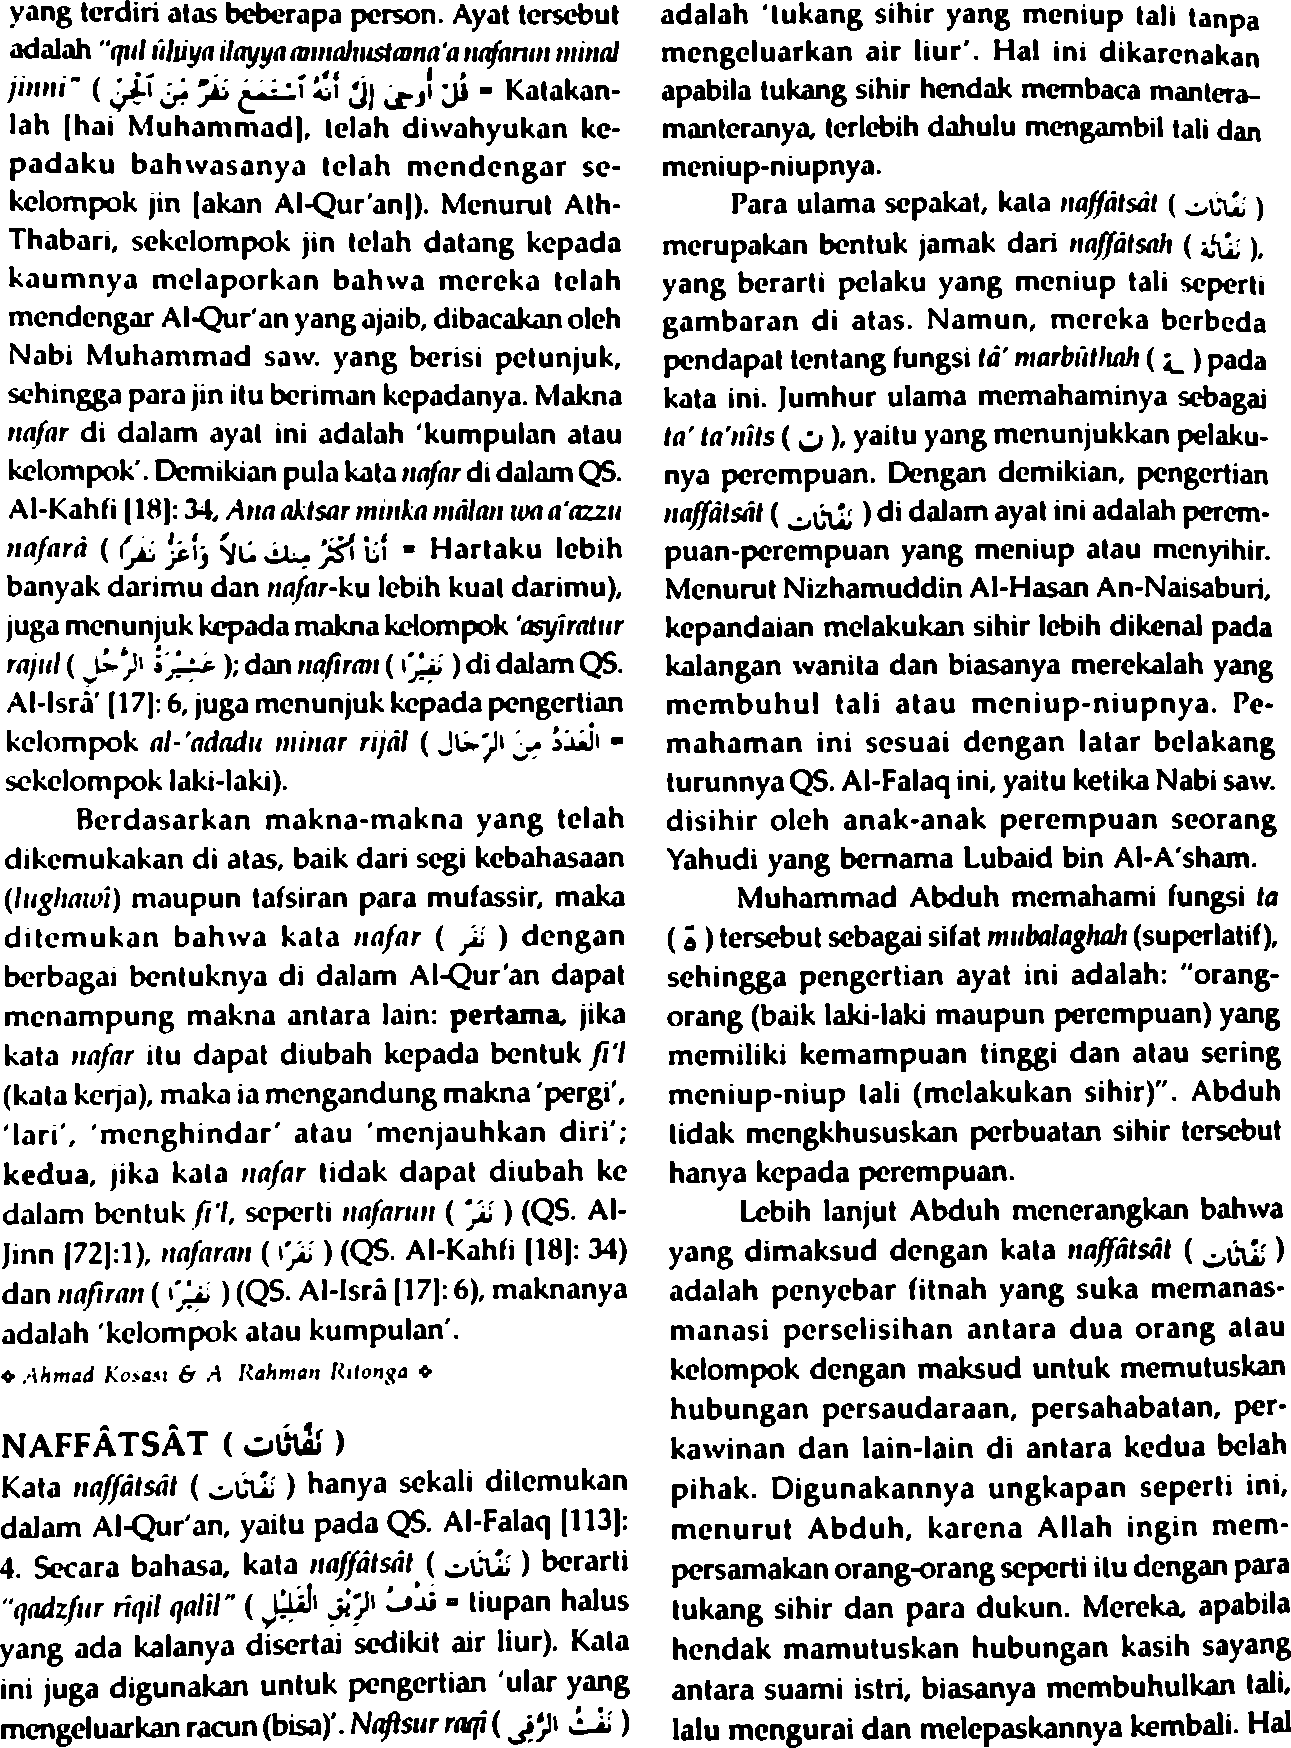 yang terdiri atas beberapa person. Ayat tersebut
adalah "qul ûhiya ilayya annahustama'a nafarun minal
jinni" ( قُلْ أُوحِيَ إِلَيَّ أَنَّهُ ٱسْتَمَعَ نَفَرٌ مِّنَ ٱلْجِنِّ = Katakan-
lah [hai Muhammad], telah diwahyukan ke-
padaku bahwasanya telah mendengar se-
kelompok jin [akan Al-Qur'an]). Menurut Ath-
Thabari, sekelompok jin telah datang kepada
kaumnya melaporkan bahwa mereka telah
mendengar Al-Qur'an yang ajaib, dibacakan oleh
Nabi Muhammad saw. yang berisi petunjuk,
sehingga para jin itu beriman kepadanya. Makna
nafar di dalam ayat ini adalah 'kumpulan atau
kelompok'. Demikian pula kata nafar di dalam QS.
Al-Kahfi [18]: 34, Ana aktsar minka mâlan wa a'azzu
nafarâ ( أَنَا أَكْثَرُ مِنكَ مَالاً وَأَعَزُّ نَفَرًا = Hartaku lebih
banyak darimu dan nafar-ku lebih kuat darimu),
juga menunjuk kepada makna kelompok 'asyîratur
rajul ( عَشِيْرَةُ الرَّجُلِ ); dan nafîran ( نَفِيْرًا ) di dalam QS.
Al-Isrâ' [17]: 6, juga menunjuk kepada pengertian
kelompok al-'adadu minar rijâl ( الْعَدَدُ مِنَ الرِّجَالِ =
sekelompok laki-laki).
Berdasarkan makna-makna yang telah
dikemukakan di atas, baik dari segi kebahasaan
(lughawî) maupun tafsiran para mufassir, maka
ditemukan bahwa kata nafar ( نَفَر ) dengan
berbagai bentuknya di dalam Al-Qur'an dapat
menampung makna antara lain: pertama, jika
kata nafar itu dapat diubah kepada bentuk fi'l
(kata kerja), maka ia mengandung makna 'pergi',
'lari', 'menghindar' atau 'menjauhkan diri';
kedua, jika kata nafar tidak dapat diubah ke
dalam bentuk fi'l, seperti nafarun ( نَفَرٌ ) (QS. Al-
Jinn [72]:1), nafaran ( نَفَرًا ) (QS. Al-Kahfi [18]: 34)
dan nafîran ( نَفِيْرًا ) (QS. Al-Isrâ [17]: 6), maknanya
adalah 'kelompok atau kumpulan'.
❖ Ahmad Kosasi & A Rahman Ritonga ❖
NAFFÂTSÂT ( نَفَّاثَات )
Kata naffâtsât ( نَفَّاثَات ) hanya sekali ditemukan
dalam Al-Qur'an, yaitu pada QS. Al-Falaq [113]:
4. Secara bahasa, kata naffâtsât ( نَفَّاثَات ) berarti
"qadzfur rîqil qalîl" ( قَذْفُ الرِّيْقِ الْقَلِيْلِ = tiupan halus
yang ada kalanya disertai sedikit air liur). Kata
ini juga digunakan untuk pengertian 'ular yang
mengeluarkan racun (bisa)'. Naftsur raqî ( نَفْثُ الرَّقِى )
adalah 'tukang sihir yang meniup tali tanpa
mengeluarkan air liur'. Hal ini dikarenakan
apabila tukang sihir hendak membaca mantera-
manteranya, terlebih dahulu mengambil tali dan
meniup-niupnya.
Para ulama sepakat, kata naffâtsât ( نَفَّاثَات )
merupakan bentuk jamak dari naffâtsah ( نَفَّاثَة ),
yang berarti pelaku yang meniup tali seperti
gambaran di atas. Namun, mereka berbeda
pendapat tentang fungsi tâ' marbûthah ( ـة ) pada
kata ini. Jumhur ulama memahaminya sebagai
ta' ta'nîts ( ت ), yaitu yang menunjukkan pelaku-
nya perempuan. Dengan demikian, pengertian
naffâtsât ( نَفَّاثَات ) di dalam ayat ini adalah perem-
puan-perempuan yang meniup atau menyihir.
Menurut Nizhamuddin Al-Hasan An-Naisaburi,
kepandaian melakukan sihir lebih dikenal pada
kalangan wanita dan biasanya merekalah yang
membuhul tali atau meniup-niupnya. Pe-
mahaman ini sesuai dengan latar belakang
turunnya QS. Al-Falaq ini, yaitu ketika Nabi saw.
disihir oleh anak-anak perempuan seorang
Yahudi yang bernama Lubaid bin Al-A'sham.
Muhammad Abduh memahami fungsi ta
( ة ) tersebut sebagai sifat mubalaghah (superlatif),
sehingga pengertian ayat ini adalah: "orang-
orang (baik laki-laki maupun perempuan) yang
memiliki kemampuan tinggi dan atau sering
meniup-niup tali (melakukan sihir)". Abduh
tidak mengkhususkan perbuatan sihir tersebut
hanya kepada perempuan.
Lebih lanjut Abduh menerangkan bahwa
yang dimaksud dengan kata naffâtsât ( نَفَّاثَات )
adalah penyebar fitnah yang suka memanas-
manasi perselisihan antara dua orang atau
kelompok dengan maksud untuk memutuskan
hubungan persaudaraan, persahabatan, per-
kawinan dan lain-lain di antara kedua belah
pihak. Digunakannya ungkapan seperti ini,
menurut Abduh, karena Allah ingin mem-
persamakan orang-orang seperti itu dengan para
tukang sihir dan para dukun. Mereka, apabila
hendak mamutuskan hubungan kasih sayang
antara suami istri, biasanya membuhulkan tali,
lalu mengurai dan melepaskannya kembali. Hal